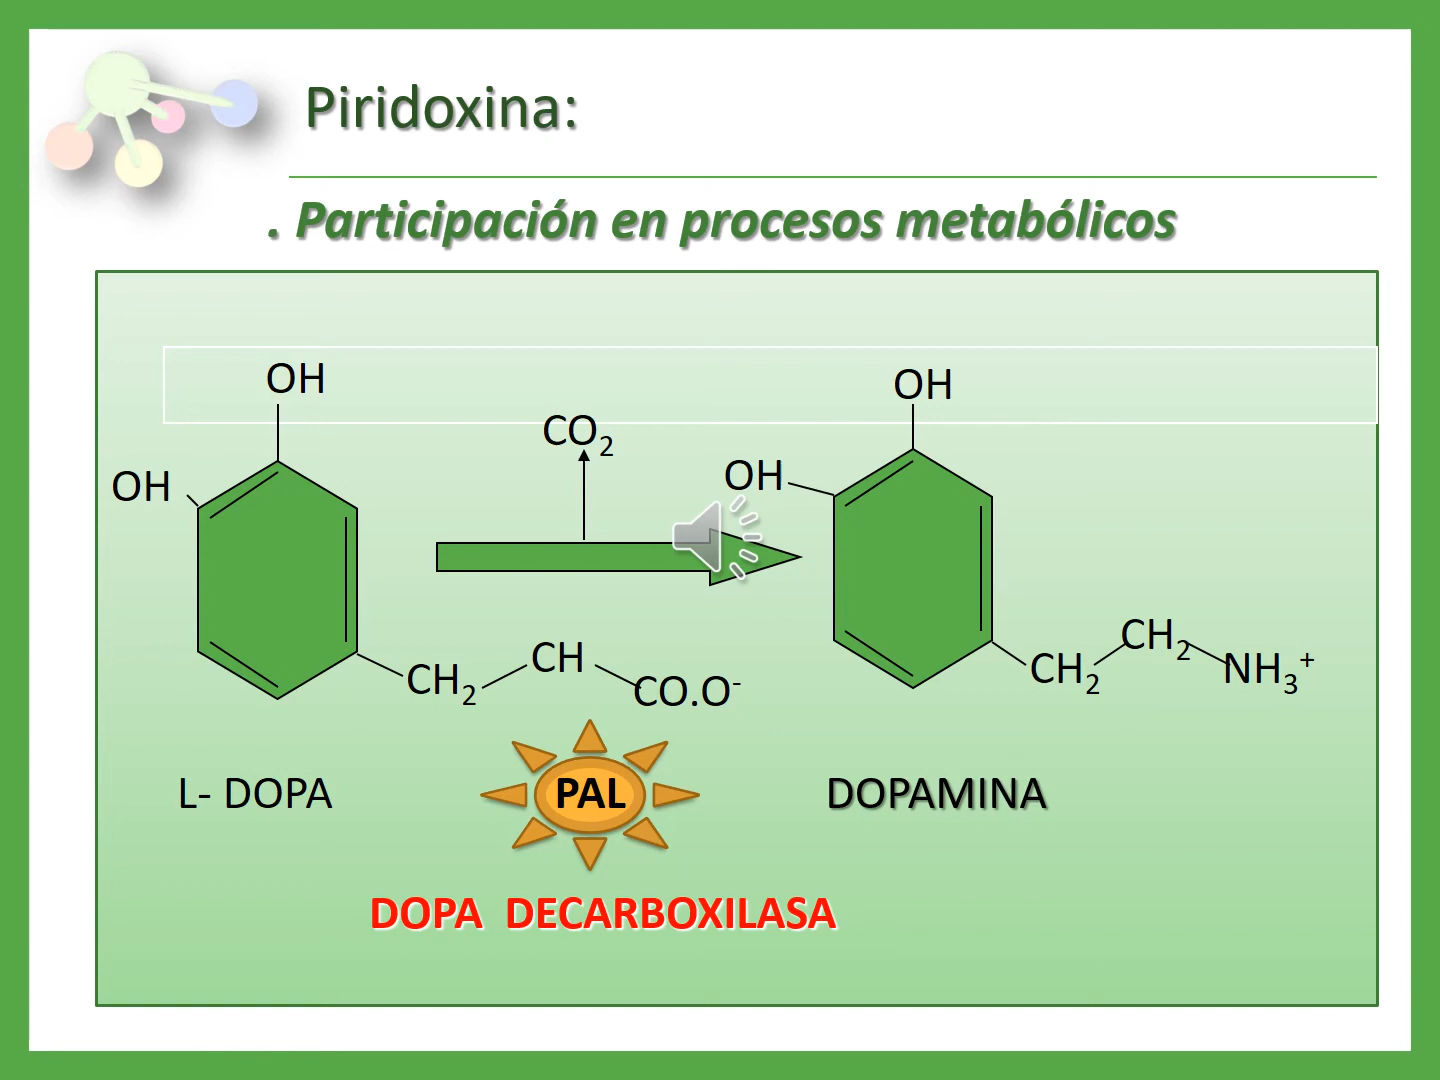 Piridoxina:
. Participación en procesos metabólicos
OH
OH
CO₂
OH
OH
CH₂
CH
CO.O⁻
CH₂
CH₂
NH₃⁺
L- DOPA
PAL
DOPAMINA
DOPA DECARBOXILASA